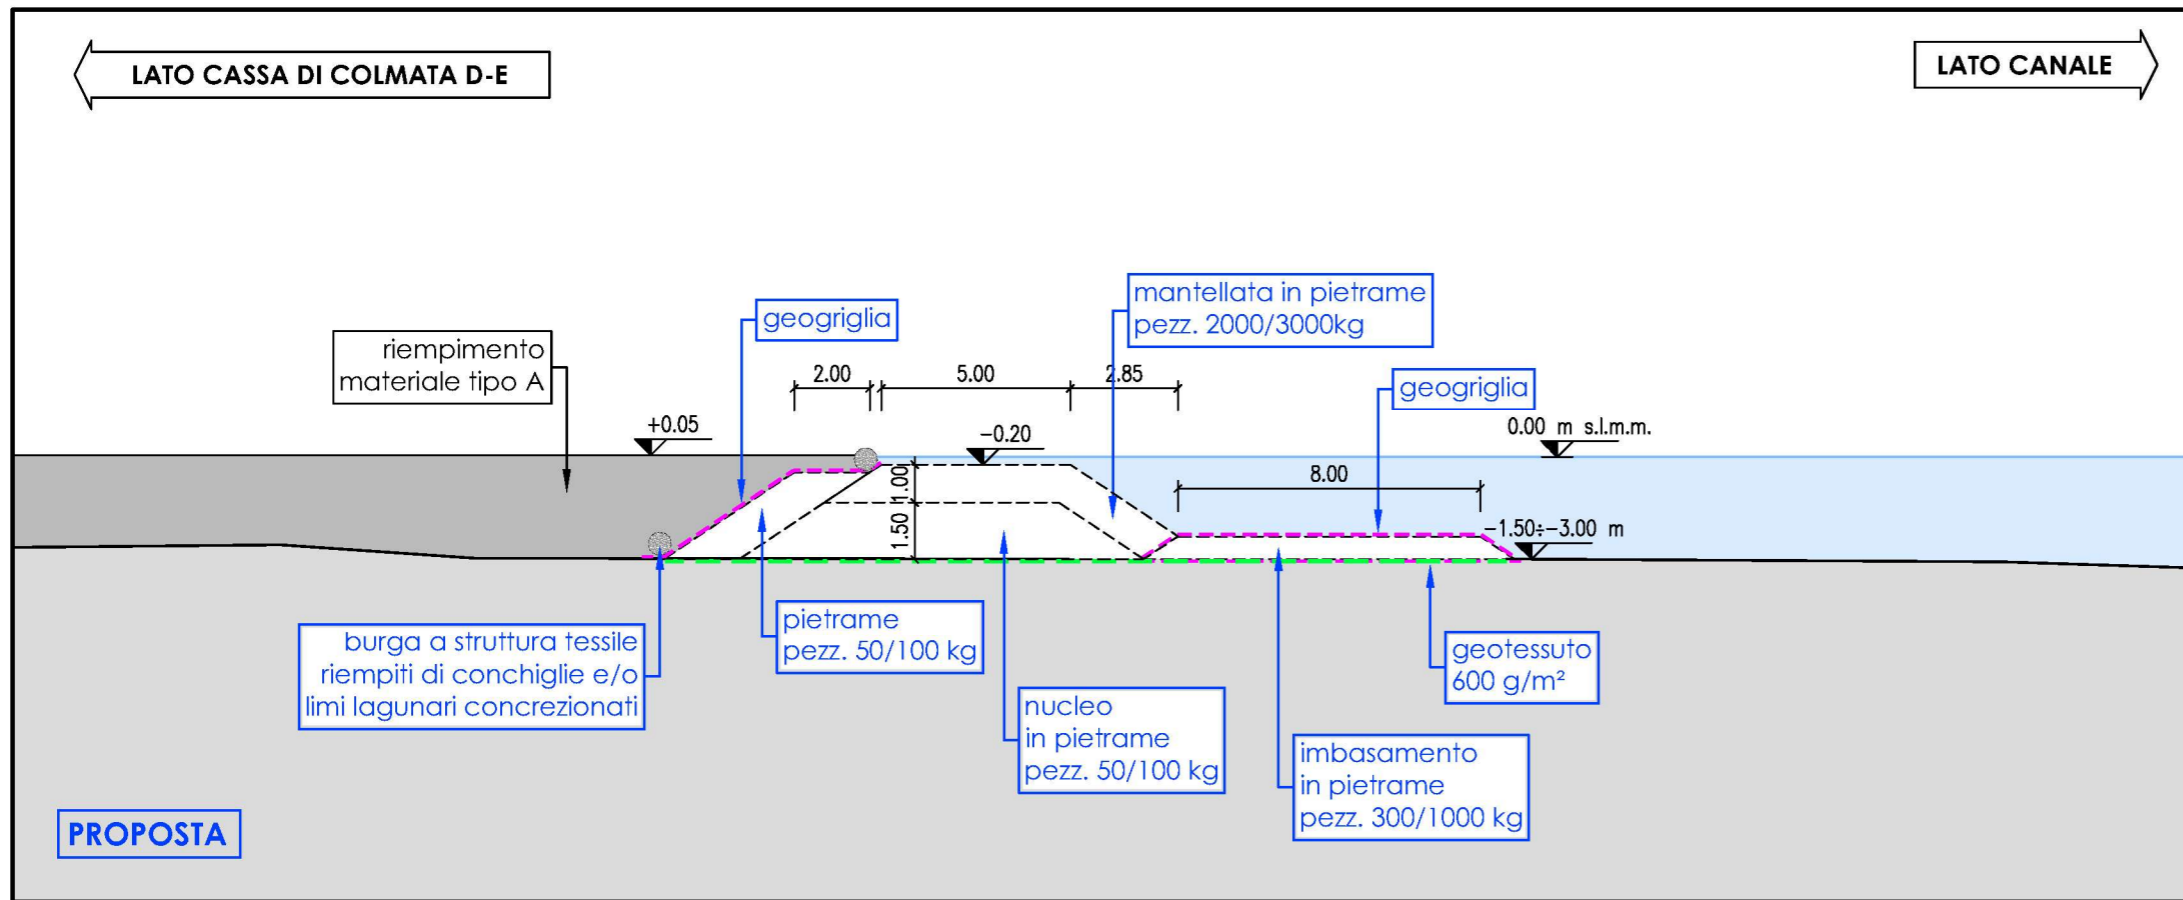 LATO CASSA DI COLMATA D-E
LATO CANALE
mantellata in pietrame
pezz. 2000/3000kg
geogriglia
riempimento
materiale tipo A
2.00
5.00
2.85
geogriglia
+0.05
-0.20
0.00 m s.l.m.m.
8.00
1.00
1.50
-1.50÷-3.00 m
pietrame
pezz. 50/100 kg
burga a struttura tessile
riempiti di conchiglie e/o
limi lagunari concrezionati
geotessuto
600 g/m²
nucleo
in pietrame
pezz. 50/100 kg
imbasamento
in pietrame
pezz. 300/1000 kg
PROPOSTA